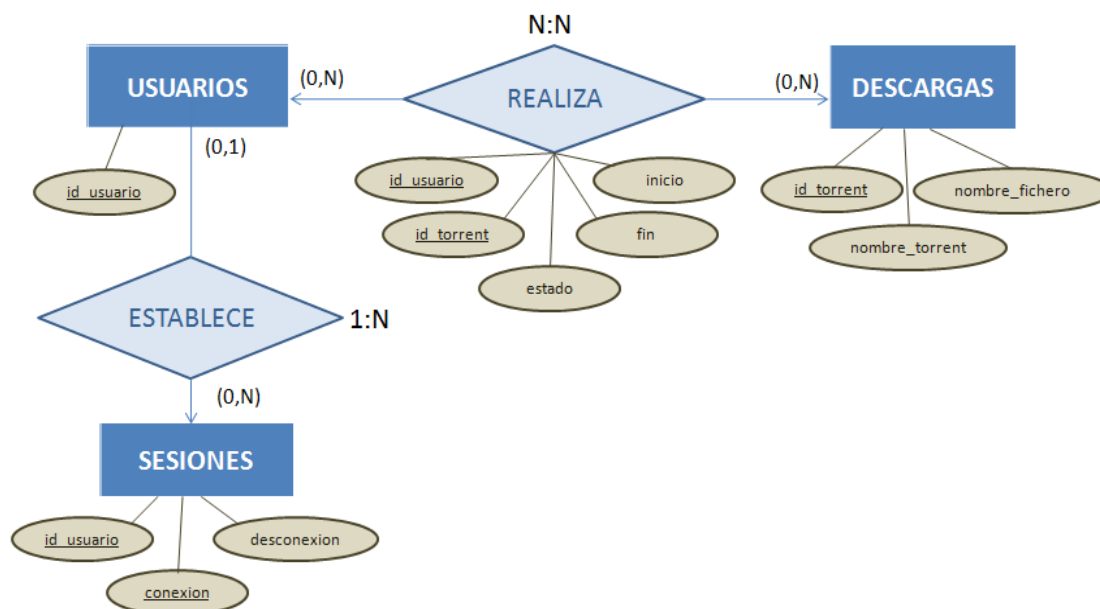 N:N
USUARIOS
(0,N)
REALIZA
(0,N)
DESCARGAS
(0,1)
id_usuario
id_usuario
inicio
id_torrent
nombre_fichero
id_torrent
fin
nombre_torrent
estado
ESTABLECE
1:N
(0,N)
SESIONES
id_usuario
desconexion
conexion